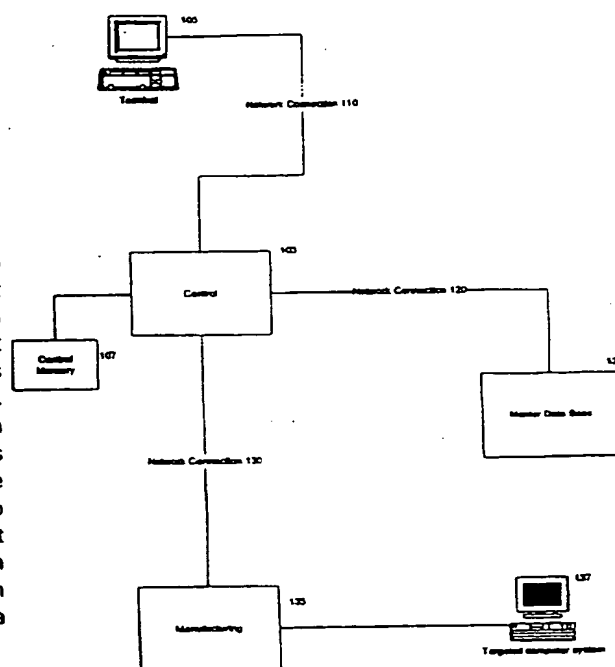 105
Terminal
Network Connection 110
Control
Network Connection 120
Control
Memory
107
Master Data Base
Network Connection 130
Manufacturing
135
137
Targeted computer system